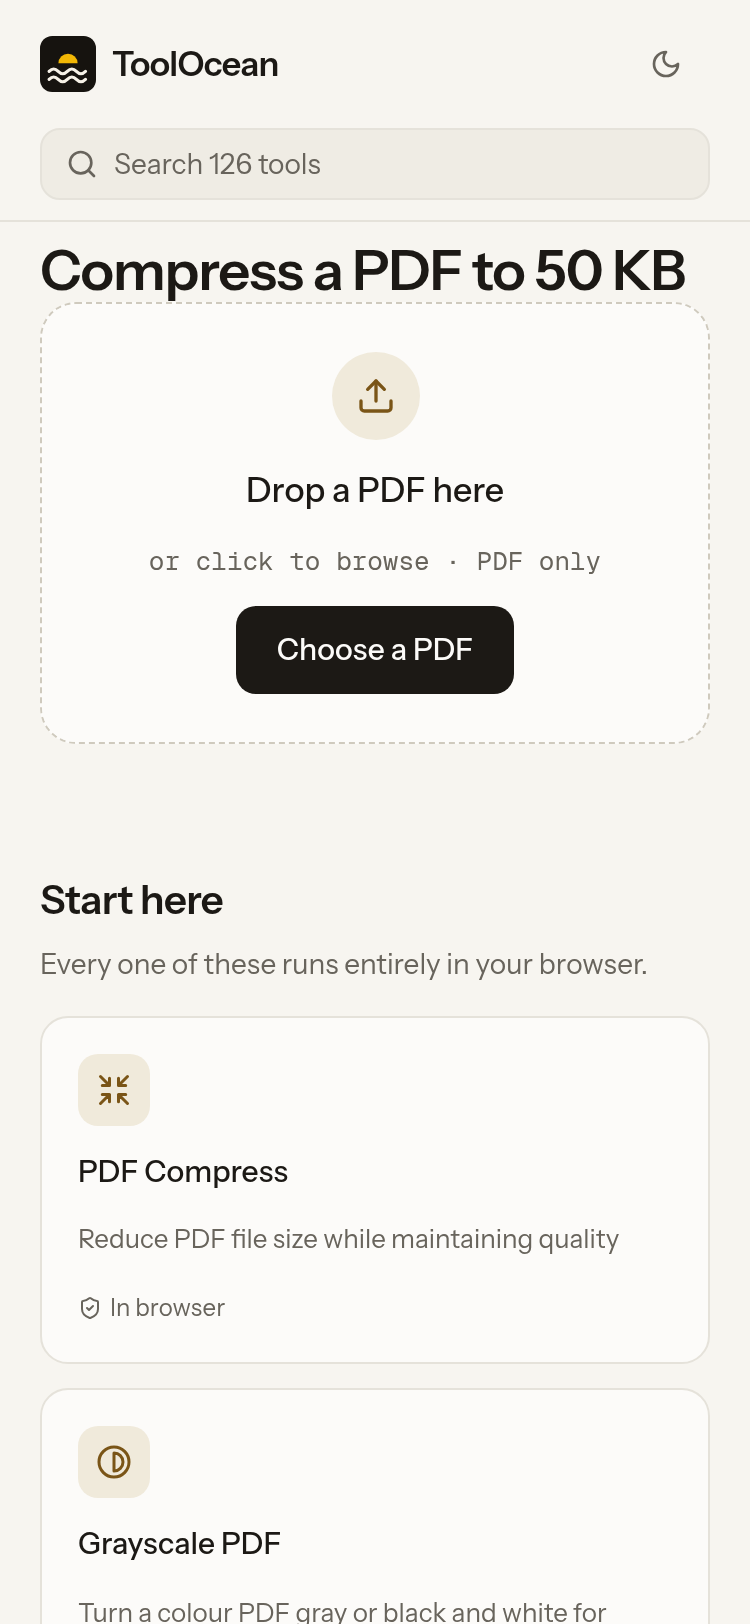 ToolOcean
Search 126 tools
Compress a PDF to 50 KB
Drop a PDF here
or click to browse · PDF only
Choose a PDF
Start here
Every one of these runs entirely in your browser.
PDF Compress
Reduce PDF file size while maintaining quality
In browser
Grayscale PDF
Turn a colour PDF gray or black and white for